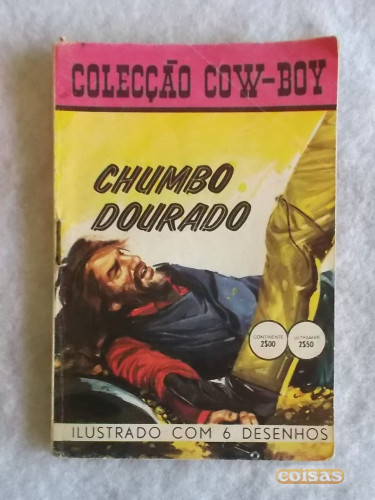 COLECÇÃO COW-BOY
CHUMBO
DOURADO
CONTINENTE
2$00
ULTRAMAR
2$50
ILUSTRADO COM 6 DESENHOS
coisas